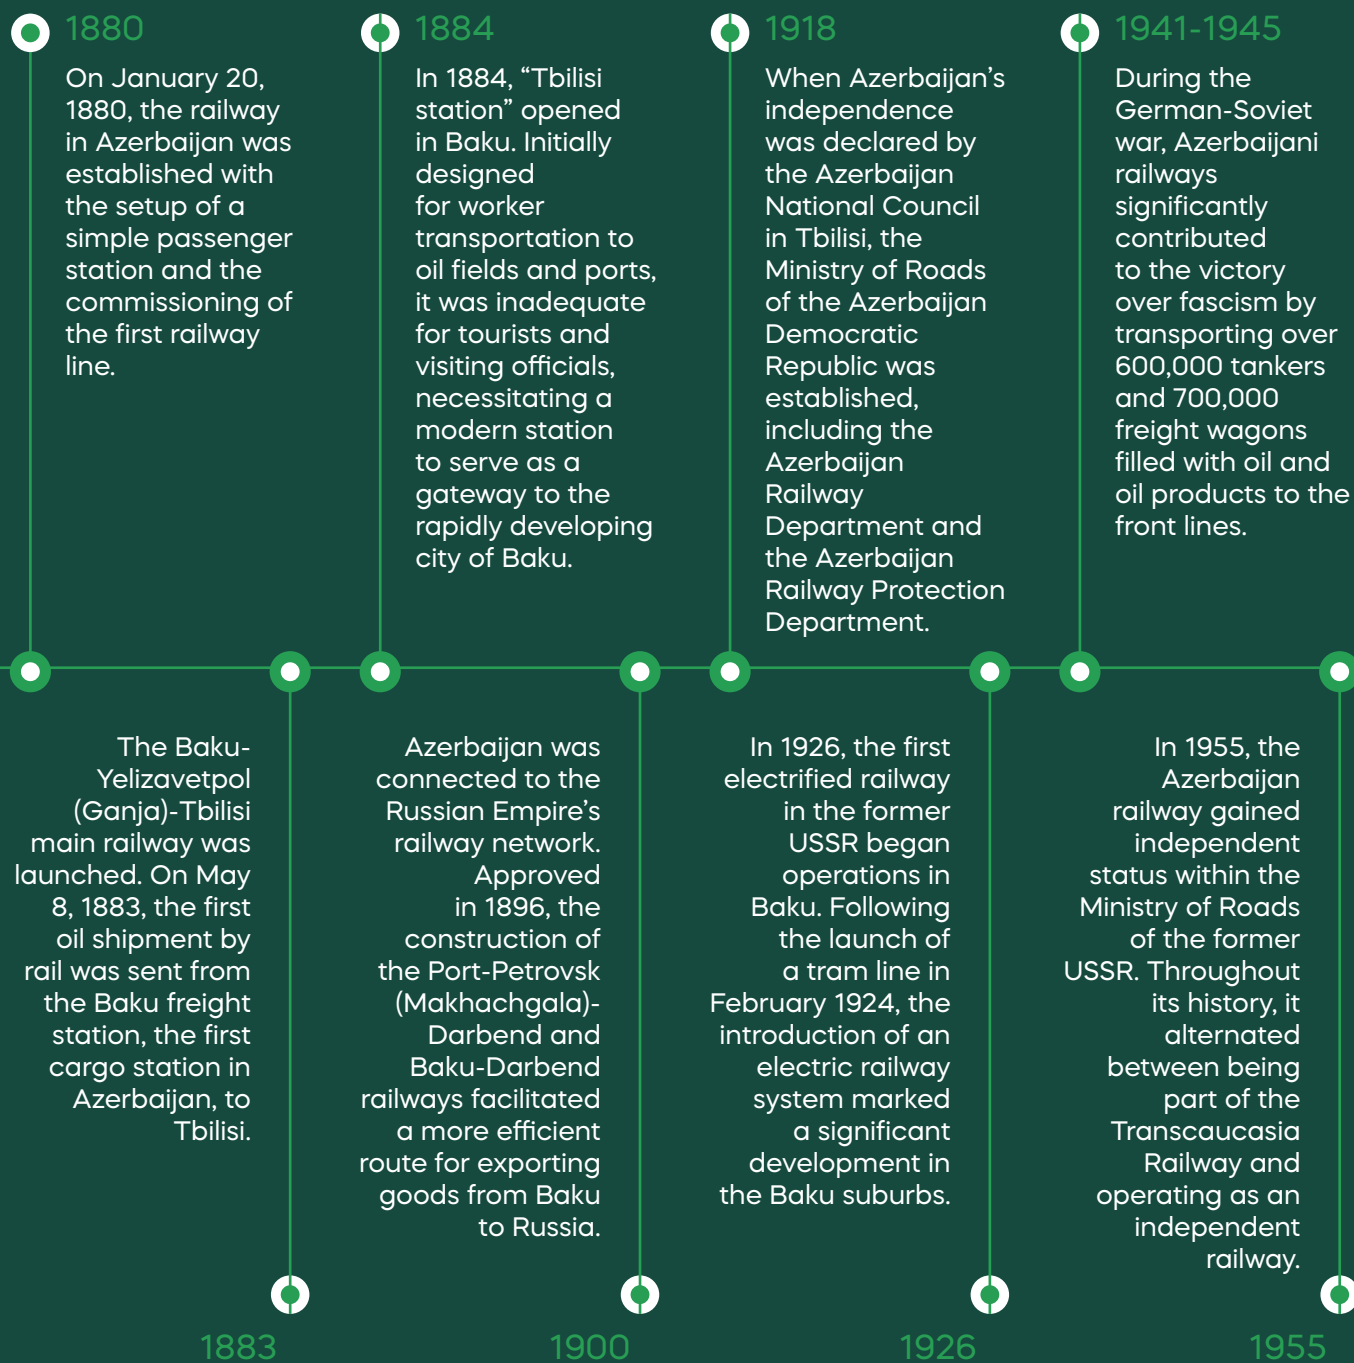 1880
On January 20,
1880, the railway
in Azerbaijan was
established with
the setup of a
simple passenger
station and the
commissioning of
the first railway
line.
1884
In 1884, “Tbilisi
station” opened
in Baku. Initially
designed
for worker
transportation to
oil fields and ports,
it was inadequate
for tourists and
visiting officials,
necessitating a
modern station
to serve as a
gateway to the
rapidly developing
city of Baku.
1918
When Azerbaijan’s
independence
was declared by
the Azerbaijan
National Council
in Tbilisi, the
Ministry of Roads
of the Azerbaijan
Democratic
Republic was
established,
including the
Azerbaijan
Railway
Department and
the Azerbaijan
Railway Protection
Department.
1941-1945
During the
German-Soviet
war, Azerbaijani
railways
significantly
contributed
to the victory
over fascism by
transporting over
600,000 tankers
and 700,000
freight wagons
filled with oil and
oil products to the
front lines.
The Baku-
Yelizavetpol
(Ganja)-Tbilisi
main railway was
launched. On May
8, 1883, the first
oil shipment by
rail was sent from
the Baku freight
station, the first
cargo station in
Azerbaijan, to
Tbilisi.
1883
Azerbaijan was
connected to the
Russian Empire’s
railway network.
Approved
in 1896, the
construction of
the Port-Petrovsk
(Makhachgala)-
Darbend and
Baku-Darbend
railways facilitated
a more efficient
route for exporting
goods from Baku
to Russia.
1900
In 1926, the first
electrified railway
in the former
USSR began
operations in
Baku. Following
the launch of
a tram line in
February 1924, the
introduction of an
electric railway
system marked
a significant
development in
the Baku suburbs.
1926
In 1955, the
Azerbaijan
railway gained
independent
status within the
Ministry of Roads
of the former
USSR. Throughout
its history, it
alternated
between being
part of the
Transcaucasia
Railway and
operating as an
independent
railway.
1955